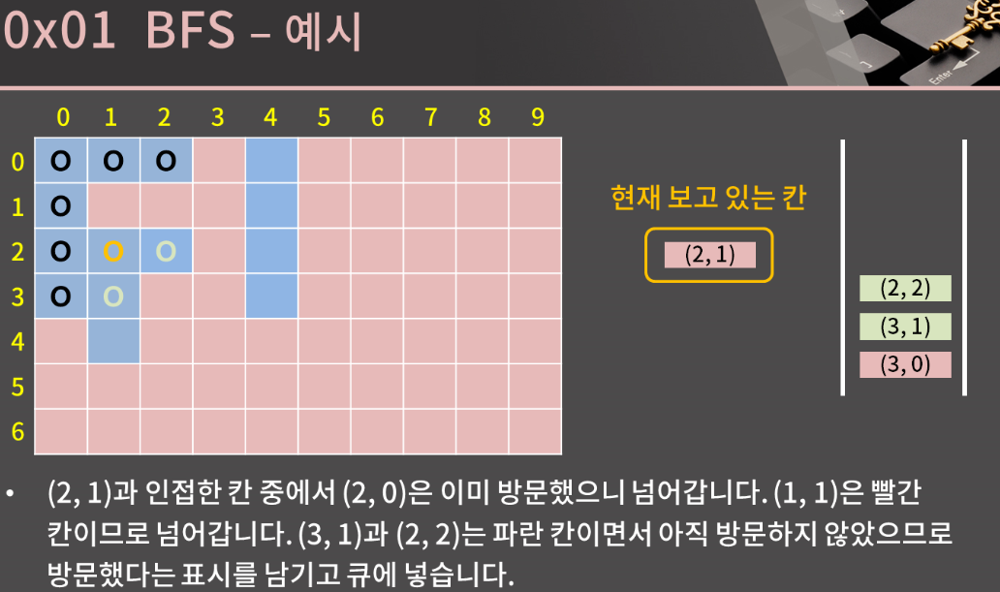 0x01 BFS – 예시
0 1 2 3 4 5 6 7 8 9
0 O O O
1 O
2 O O O
3 O O
4
5
6
현재 보고 있는 칸
(2, 1)
(2, 2)
(3, 1)
(3, 0)
Enter
• (2, 1)과 인접한 칸 중에서 (2, 0)은 이미 방문했으니 넘어갑니다. (1, 1)은 빨간
칸이므로 넘어갑니다. (3, 1)과 (2, 2)는 파란 칸이면서 아직 방문하지 않았으므로
방문했다는 표시를 남기고 큐에 넣습니다.